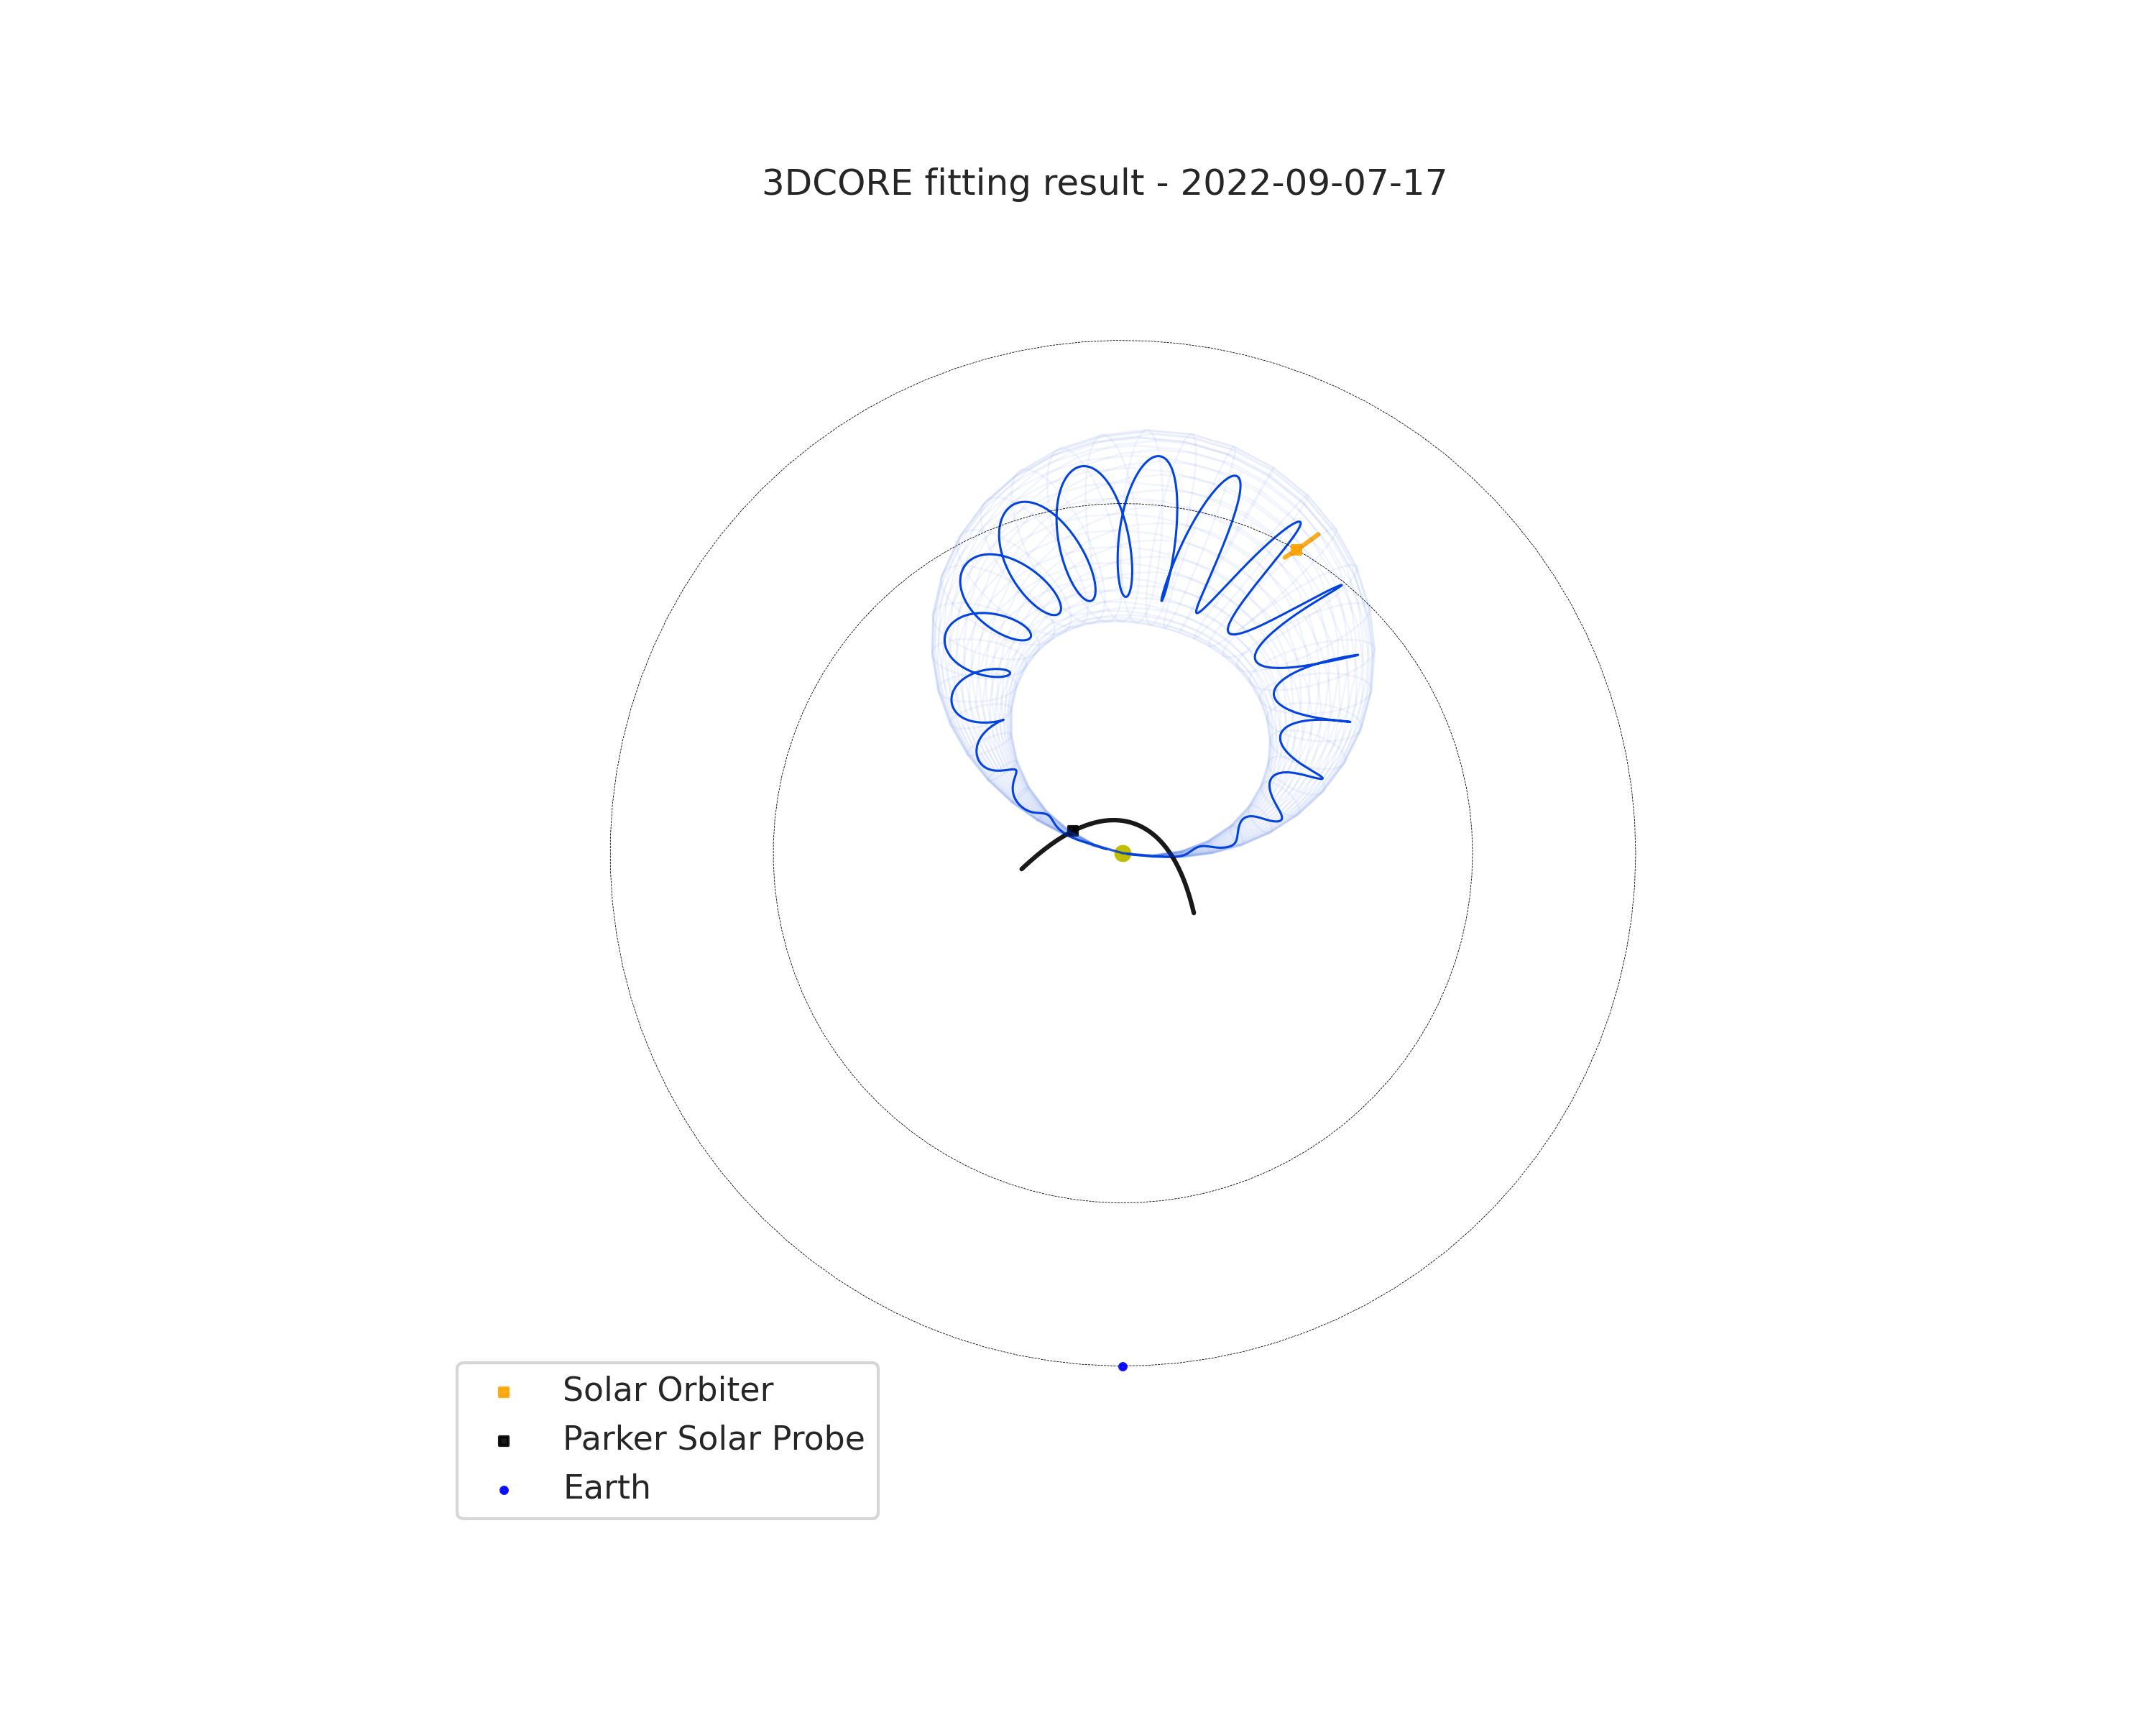 3DCORE fitting result - 2022-09-07-17
Solar Orbiter
Parker Solar Probe
Earth